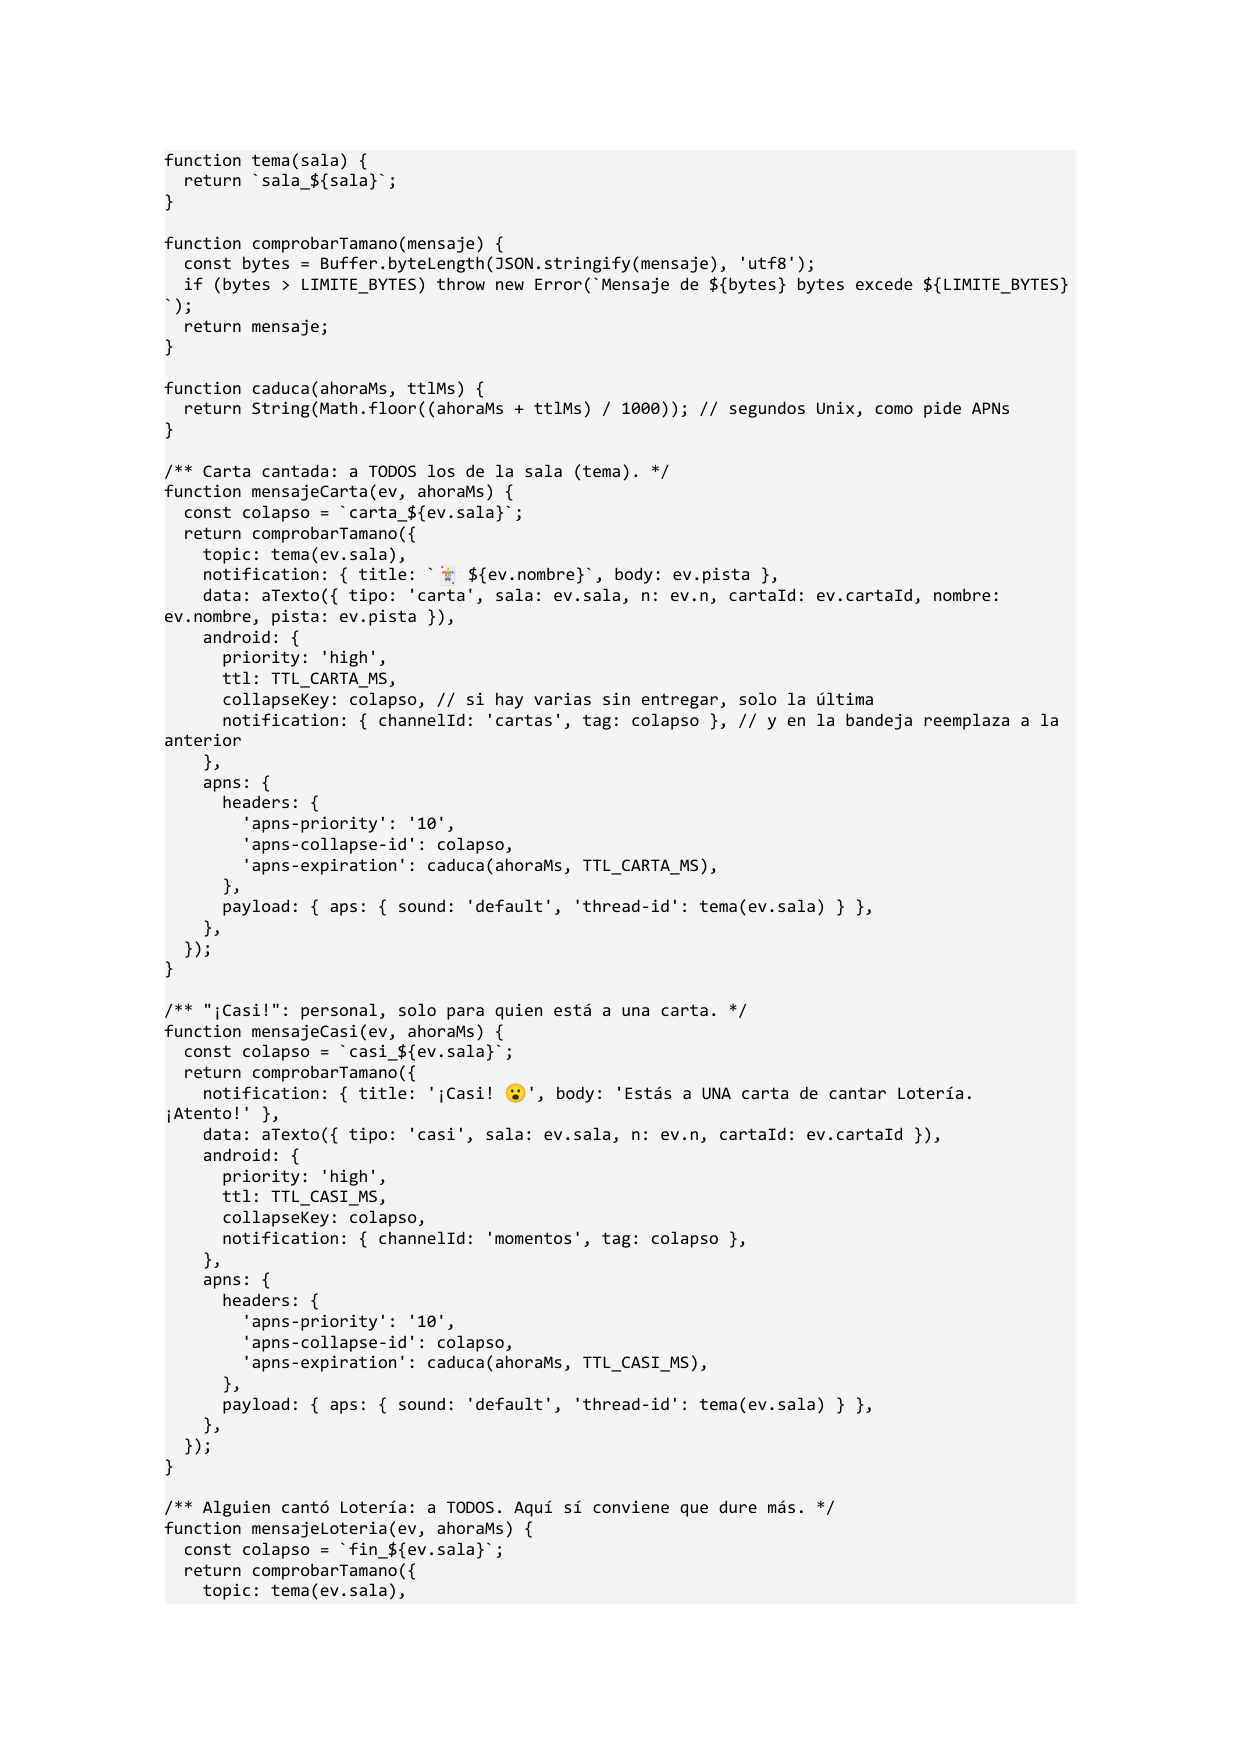 function tema(sala) {
  return `sala_${sala}`;
}

function comprobarTamano(mensaje) {
  const bytes = Buffer.byteLength(JSON.stringify(mensaje), 'utf8');
  if (bytes > LIMITE_BYTES) throw new Error(`Mensaje de ${bytes} bytes excede ${LIMITE_BYTES}
`);
  return mensaje;
}

function caduca(ahoraMs, ttlMs) {
  return String(Math.floor((ahoraMs + ttlMs) / 1000)); // segundos Unix, como pide APNs
}

/** Carta cantada: a TODOS los de la sala (tema). */
function mensajeCarta(ev, ahoraMs) {
  const colapso = `carta_${ev.sala}`;
  return comprobarTamano({
    topic: tema(ev.sala),
    notification: { title: `🃏 ${ev.nombre}`, body: ev.pista },
    data: aTexto({ tipo: 'carta', sala: ev.sala, n: ev.n, cartaId: ev.cartaId, nombre:
ev.nombre, pista: ev.pista }),
    android: {
      priority: 'high',
      ttl: TTL_CARTA_MS,
      collapseKey: colapso, // si hay varias sin entregar, solo la última
      notification: { channelId: 'cartas', tag: colapso }, // y en la bandeja reemplaza a la
anterior
    },
    apns: {
      headers: {
        'apns-priority': '10',
        'apns-collapse-id': colapso,
        'apns-expiration': caduca(ahoraMs, TTL_CARTA_MS),
      },
      payload: { aps: { sound: 'default', 'thread-id': tema(ev.sala) } },
    },
  });
}

/** "¡Casi!": personal, solo para quien está a una carta. */
function mensajeCasi(ev, ahoraMs) {
  const colapso = `casi_${ev.sala}`;
  return comprobarTamano({
    notification: { title: '¡Casi! 😮', body: 'Estás a UNA carta de cantar Lotería.
¡Atento!' },
    data: aTexto({ tipo: 'casi', sala: ev.sala, n: ev.n, cartaId: ev.cartaId }),
    android: {
      priority: 'high',
      ttl: TTL_CASI_MS,
      collapseKey: colapso,
      notification: { channelId: 'momentos', tag: colapso },
    },
    apns: {
      headers: {
        'apns-priority': '10',
        'apns-collapse-id': colapso,
        'apns-expiration': caduca(ahoraMs, TTL_CASI_MS),
      },
      payload: { aps: { sound: 'default', 'thread-id': tema(ev.sala) } },
    },
  });
}

/** Alguien cantó Lotería: a TODOS. Aquí sí conviene que dure más. */
function mensajeLoteria(ev, ahoraMs) {
  const colapso = `fin_${ev.sala}`;
  return comprobarTamano({
    topic: tema(ev.sala),